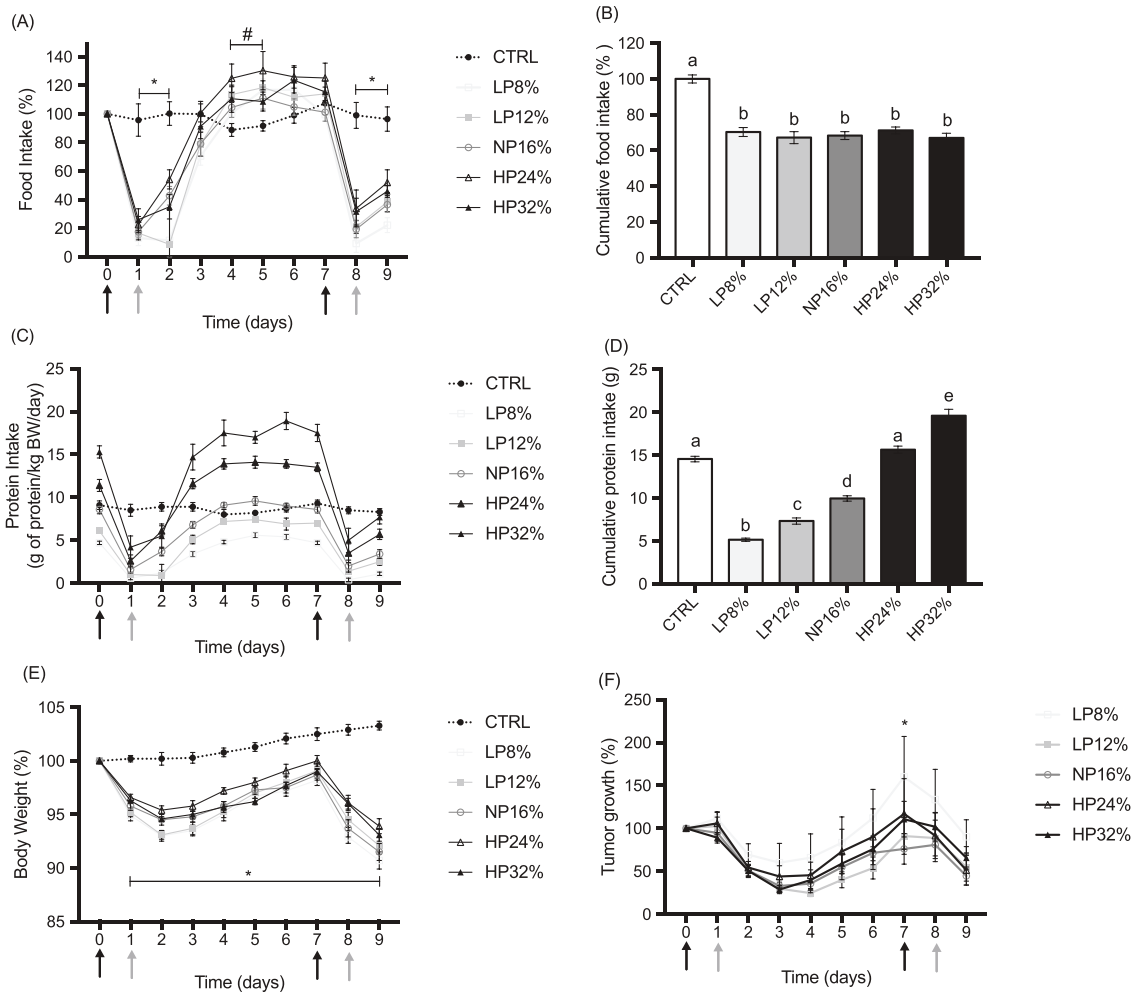 (A)
Food Intake (%)
140
120
100
80
60
40
20
0
*
#
*
0 1 2 3 4 5 6 7 8 9
Time (days)
CTRL
LP8%
LP12%
NP16%
HP24%
HP32%
(B)
Cumulative food intake (%)
120
100
80
60
40
20
0
a b b b b b
CTRL LP8% LP12% NP16% HP24% HP32%
(C)
Protein Intake
(g of protein/kg BW/day)
25
20
15
10
5
0
0 1 2 3 4 5 6 7 8 9
Time (days)
CTRL
LP8%
LP12%
NP16%
HP24%
HP32%
(D)
Cumulative protein intake (g)
25
20
15
10
5
0
a b c d a e
CTRL LP8% LP12% NP16% HP24% HP32%
(E)
Body Weight (%)
105
100
95
90
85
*
0 1 2 3 4 5 6 7 8 9
Time (days)
CTRL
LP8%
LP12%
NP16%
HP24%
HP32%
(F)
Tumor growth (%)
250
200
150
100
50
0
*
0 1 2 3 4 5 6 7 8 9
Time (days)
LP8%
LP12%
NP16%
HP24%
HP32%